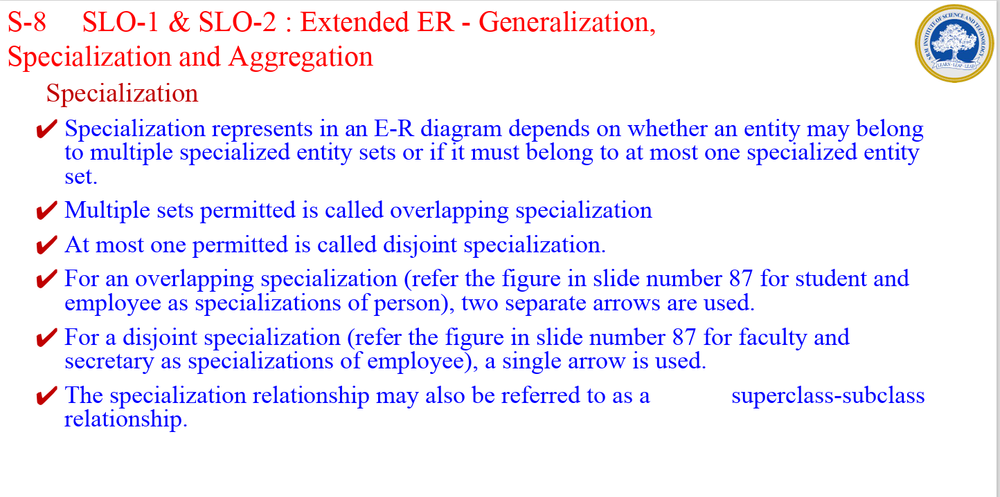 S-8 SLO-1 & SLO-2 : Extended ER - Generalization,
Specialization and Aggregation
SRM INSTITUTE OF SCIENCE AND TECHNOLOGY
LEARN - LEAP - LEAD
Specialization
✔ Specialization represents in an E-R diagram depends on whether an entity may belong
to multiple specialized entity sets or if it must belong to at most one specialized entity
set.
✔ Multiple sets permitted is called overlapping specialization
✔ At most one permitted is called disjoint specialization.
✔ For an overlapping specialization (refer the figure in slide number 87 for student and
employee as specializations of person), two separate arrows are used.
✔ For a disjoint specialization (refer the figure in slide number 87 for faculty and
secretary as specializations of employee), a single arrow is used.
✔ The specialization relationship may also be referred to as a superclass-subclass
relationship.